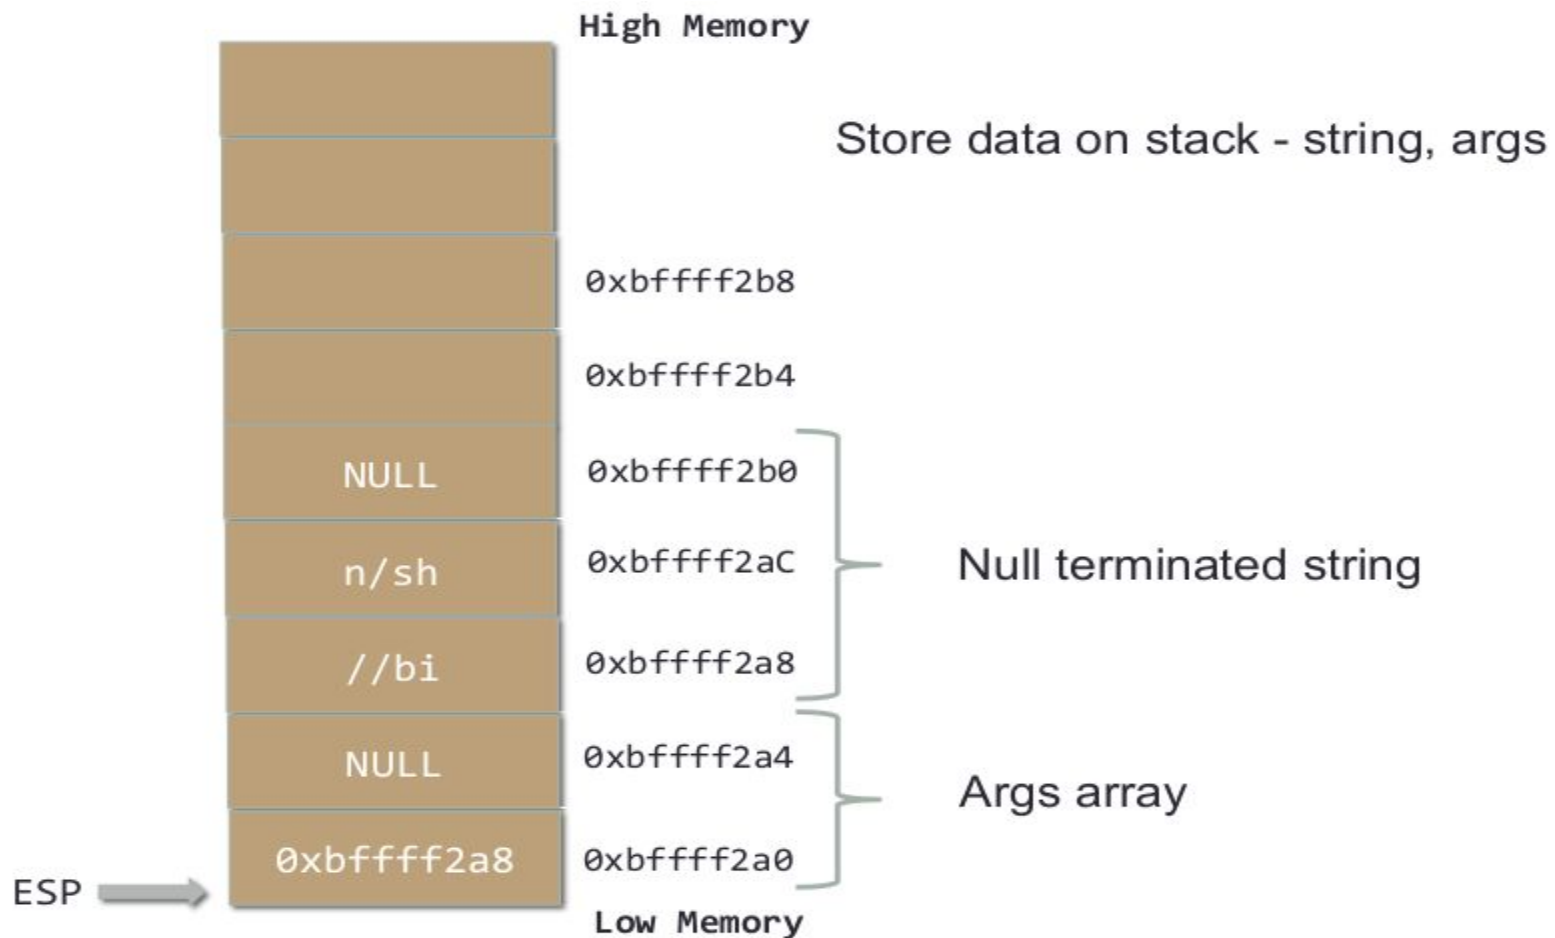 High Memory
Store data on stack - string, args
0xbffff2b8
0xbffff2b4
NULL 0xbffff2b0
n/sh 0xbffff2aC
Null terminated string
//bi 0xbffff2a8
NULL 0xbffff2a4
Args array
0xbffff2a8 0xbffff2a0
ESP
Low Memory